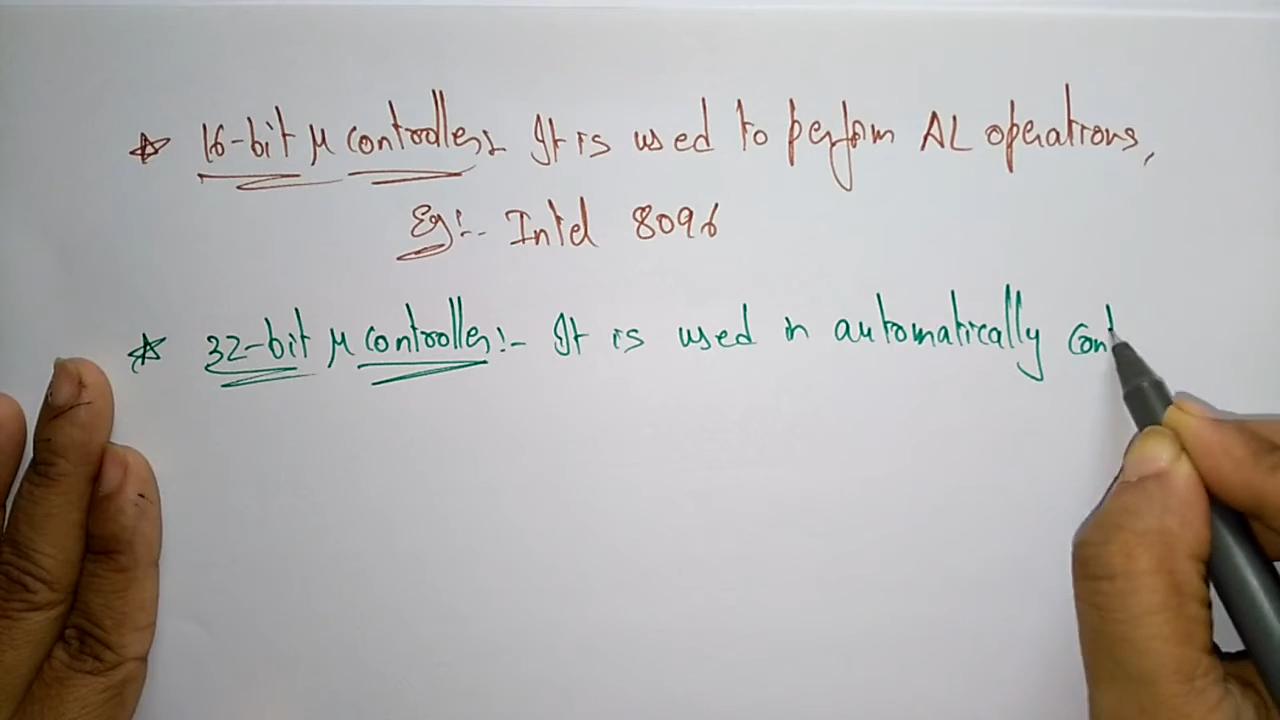 ☆ 16-bit μ controller:- It is used to perform AL operations,
Eg:- Intel 8096
☆ 32-bit μ controller:- It is used in automatically cont